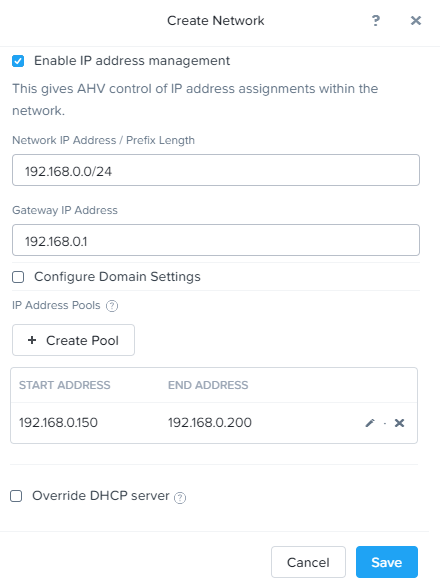 Create Network
?
Enable IP address management
This gives AHV control of IP address assignments within the
network.
Network IP Address / Prefix Length
192.168.0.0/24
Gateway IP Address
192.168.0.1
Configure Domain Settings
IP Address Pools ?
+ Create Pool
START ADDRESS END ADDRESS
192.168.0.150 192.168.0.200
Override DHCP server ?
Cancel Save